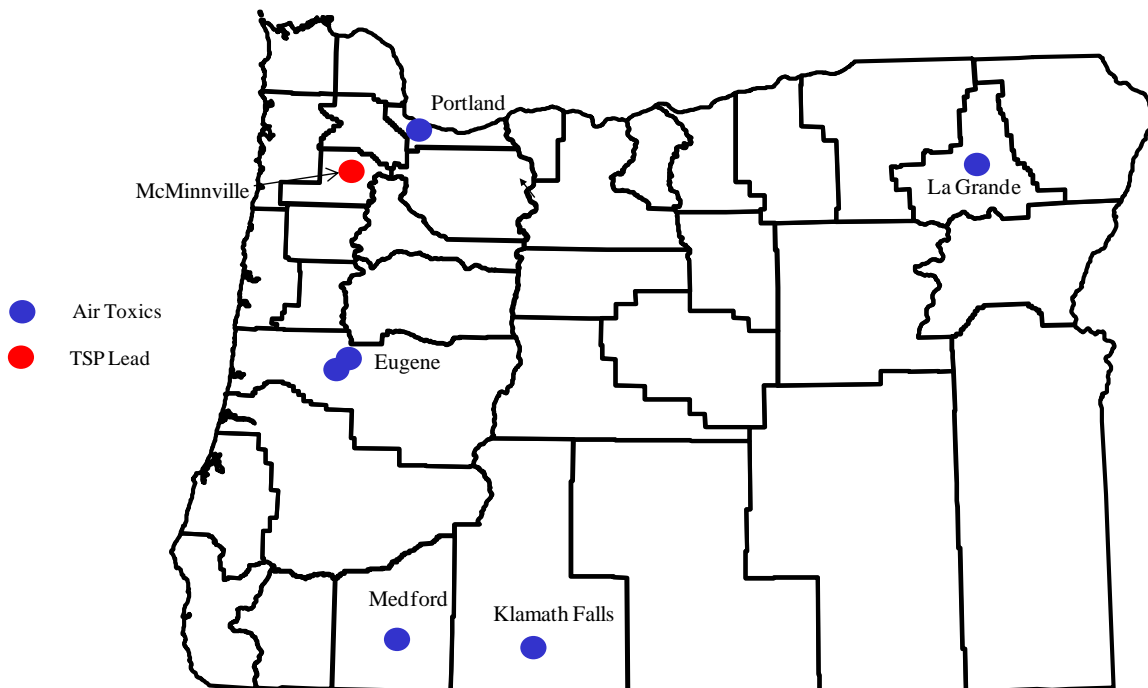 Portland
McMinnville
La Grande
Air Toxics
TSP Lead
Eugene
Medford
Klamath Falls